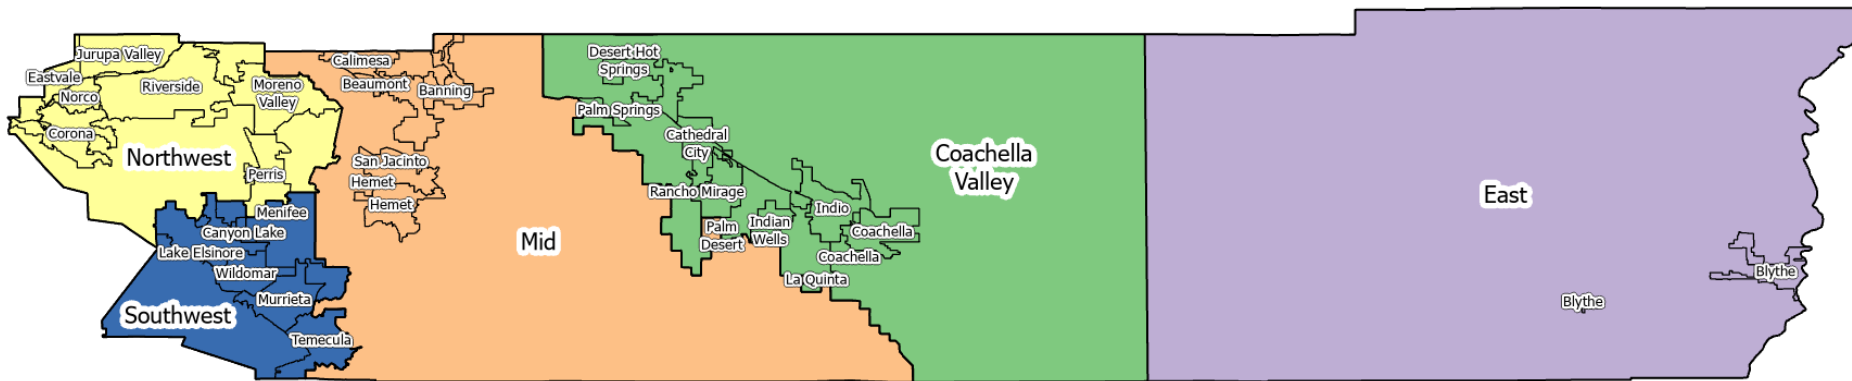 Jurupa Valley
Eastvale
Norco
Riverside
Moreno
Valley
Corona
Northwest
Perris
Menifee
Canyon Lake
Lake Elsinore
Wildomar
Murrieta
Southwest
Temecula
Calimesa
Beaumont
Banning
San Jacinto
Hemet
Hemet
Mid
Desert Hot
Springs
Palm Springs
Cathedral
City
Rancho Mirage
Palm
Desert
Indian
Wells
Indio
Coachella
Coachella
La Quinta
Coachella
Valley
East
Blythe
Blythe